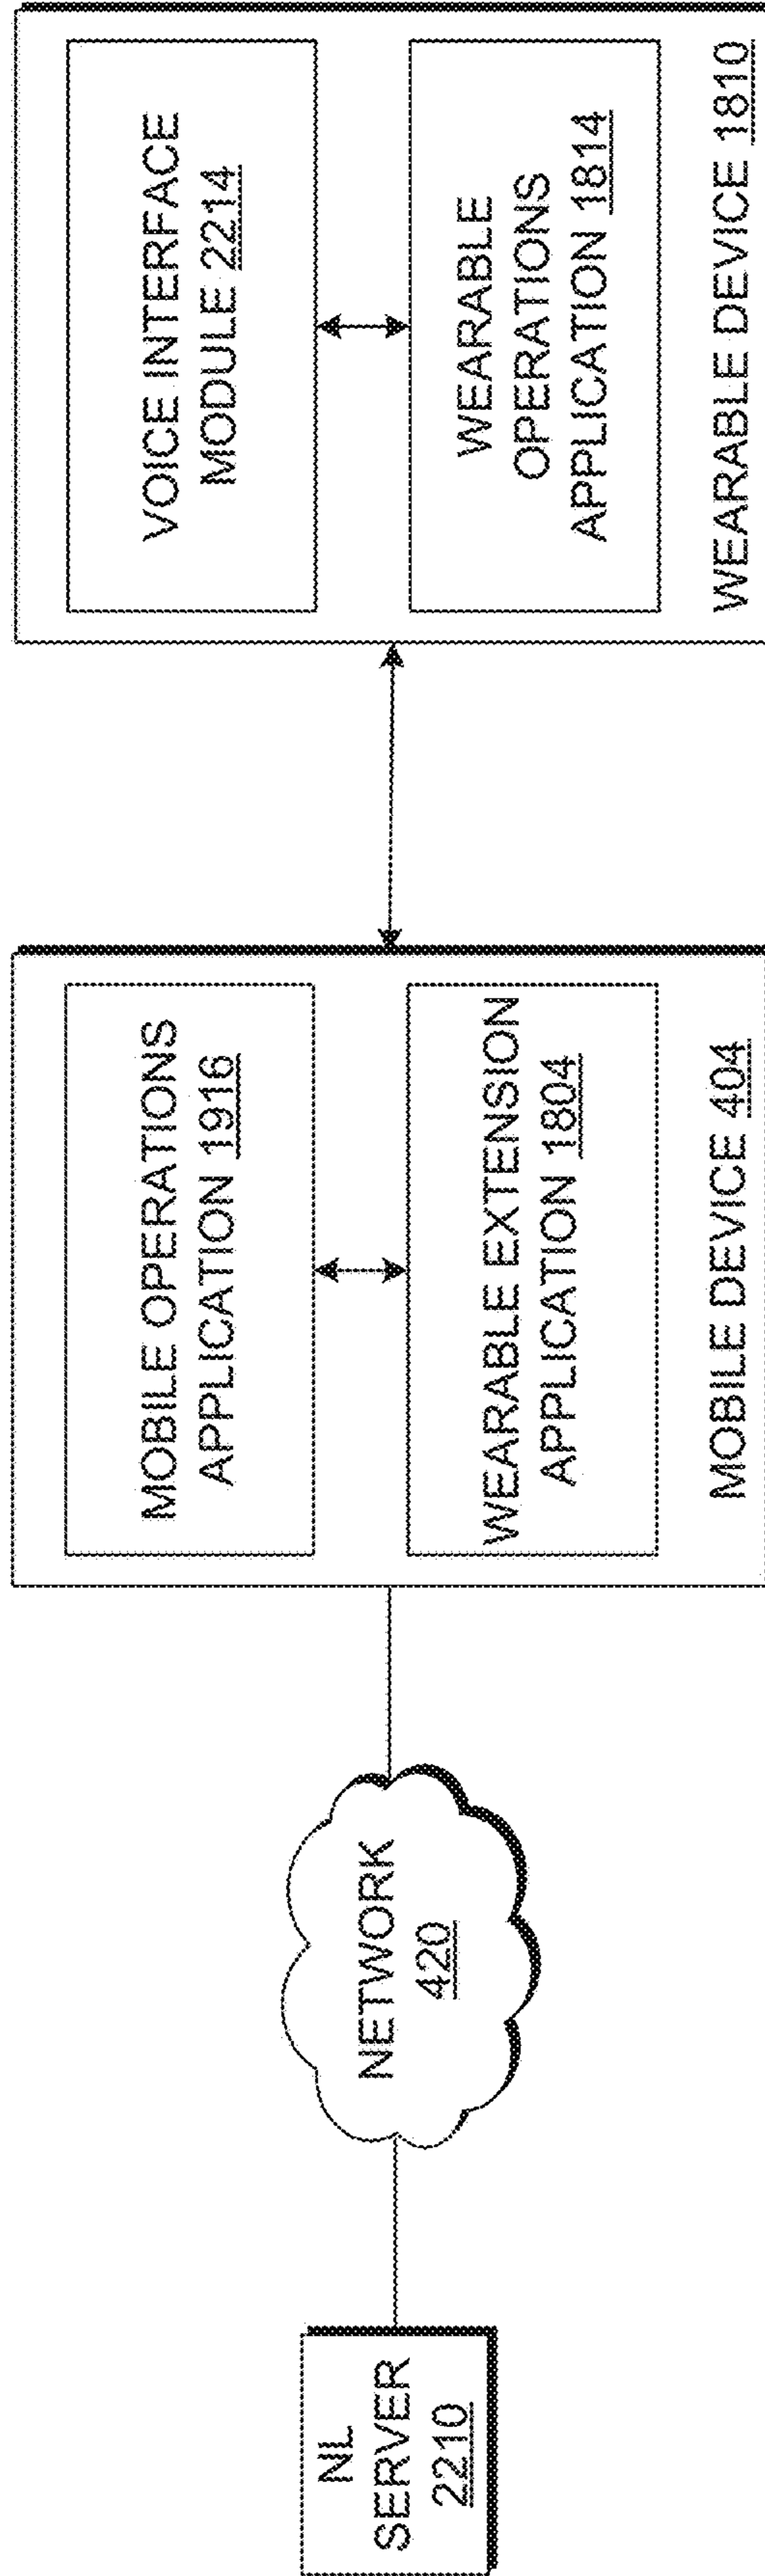 NL
SERVER
2210
NETWORK
420
MOBILE OPERATIONS
APPLICATION 1916
WEARABLE EXTENSION
APPLICATION 1804
MOBILE DEVICE 404
VOICE INTERFACE
MODULE 2214
WEARABLE
OPERATIONS
APPLICATION 1814
WEARABLE DEVICE 1810